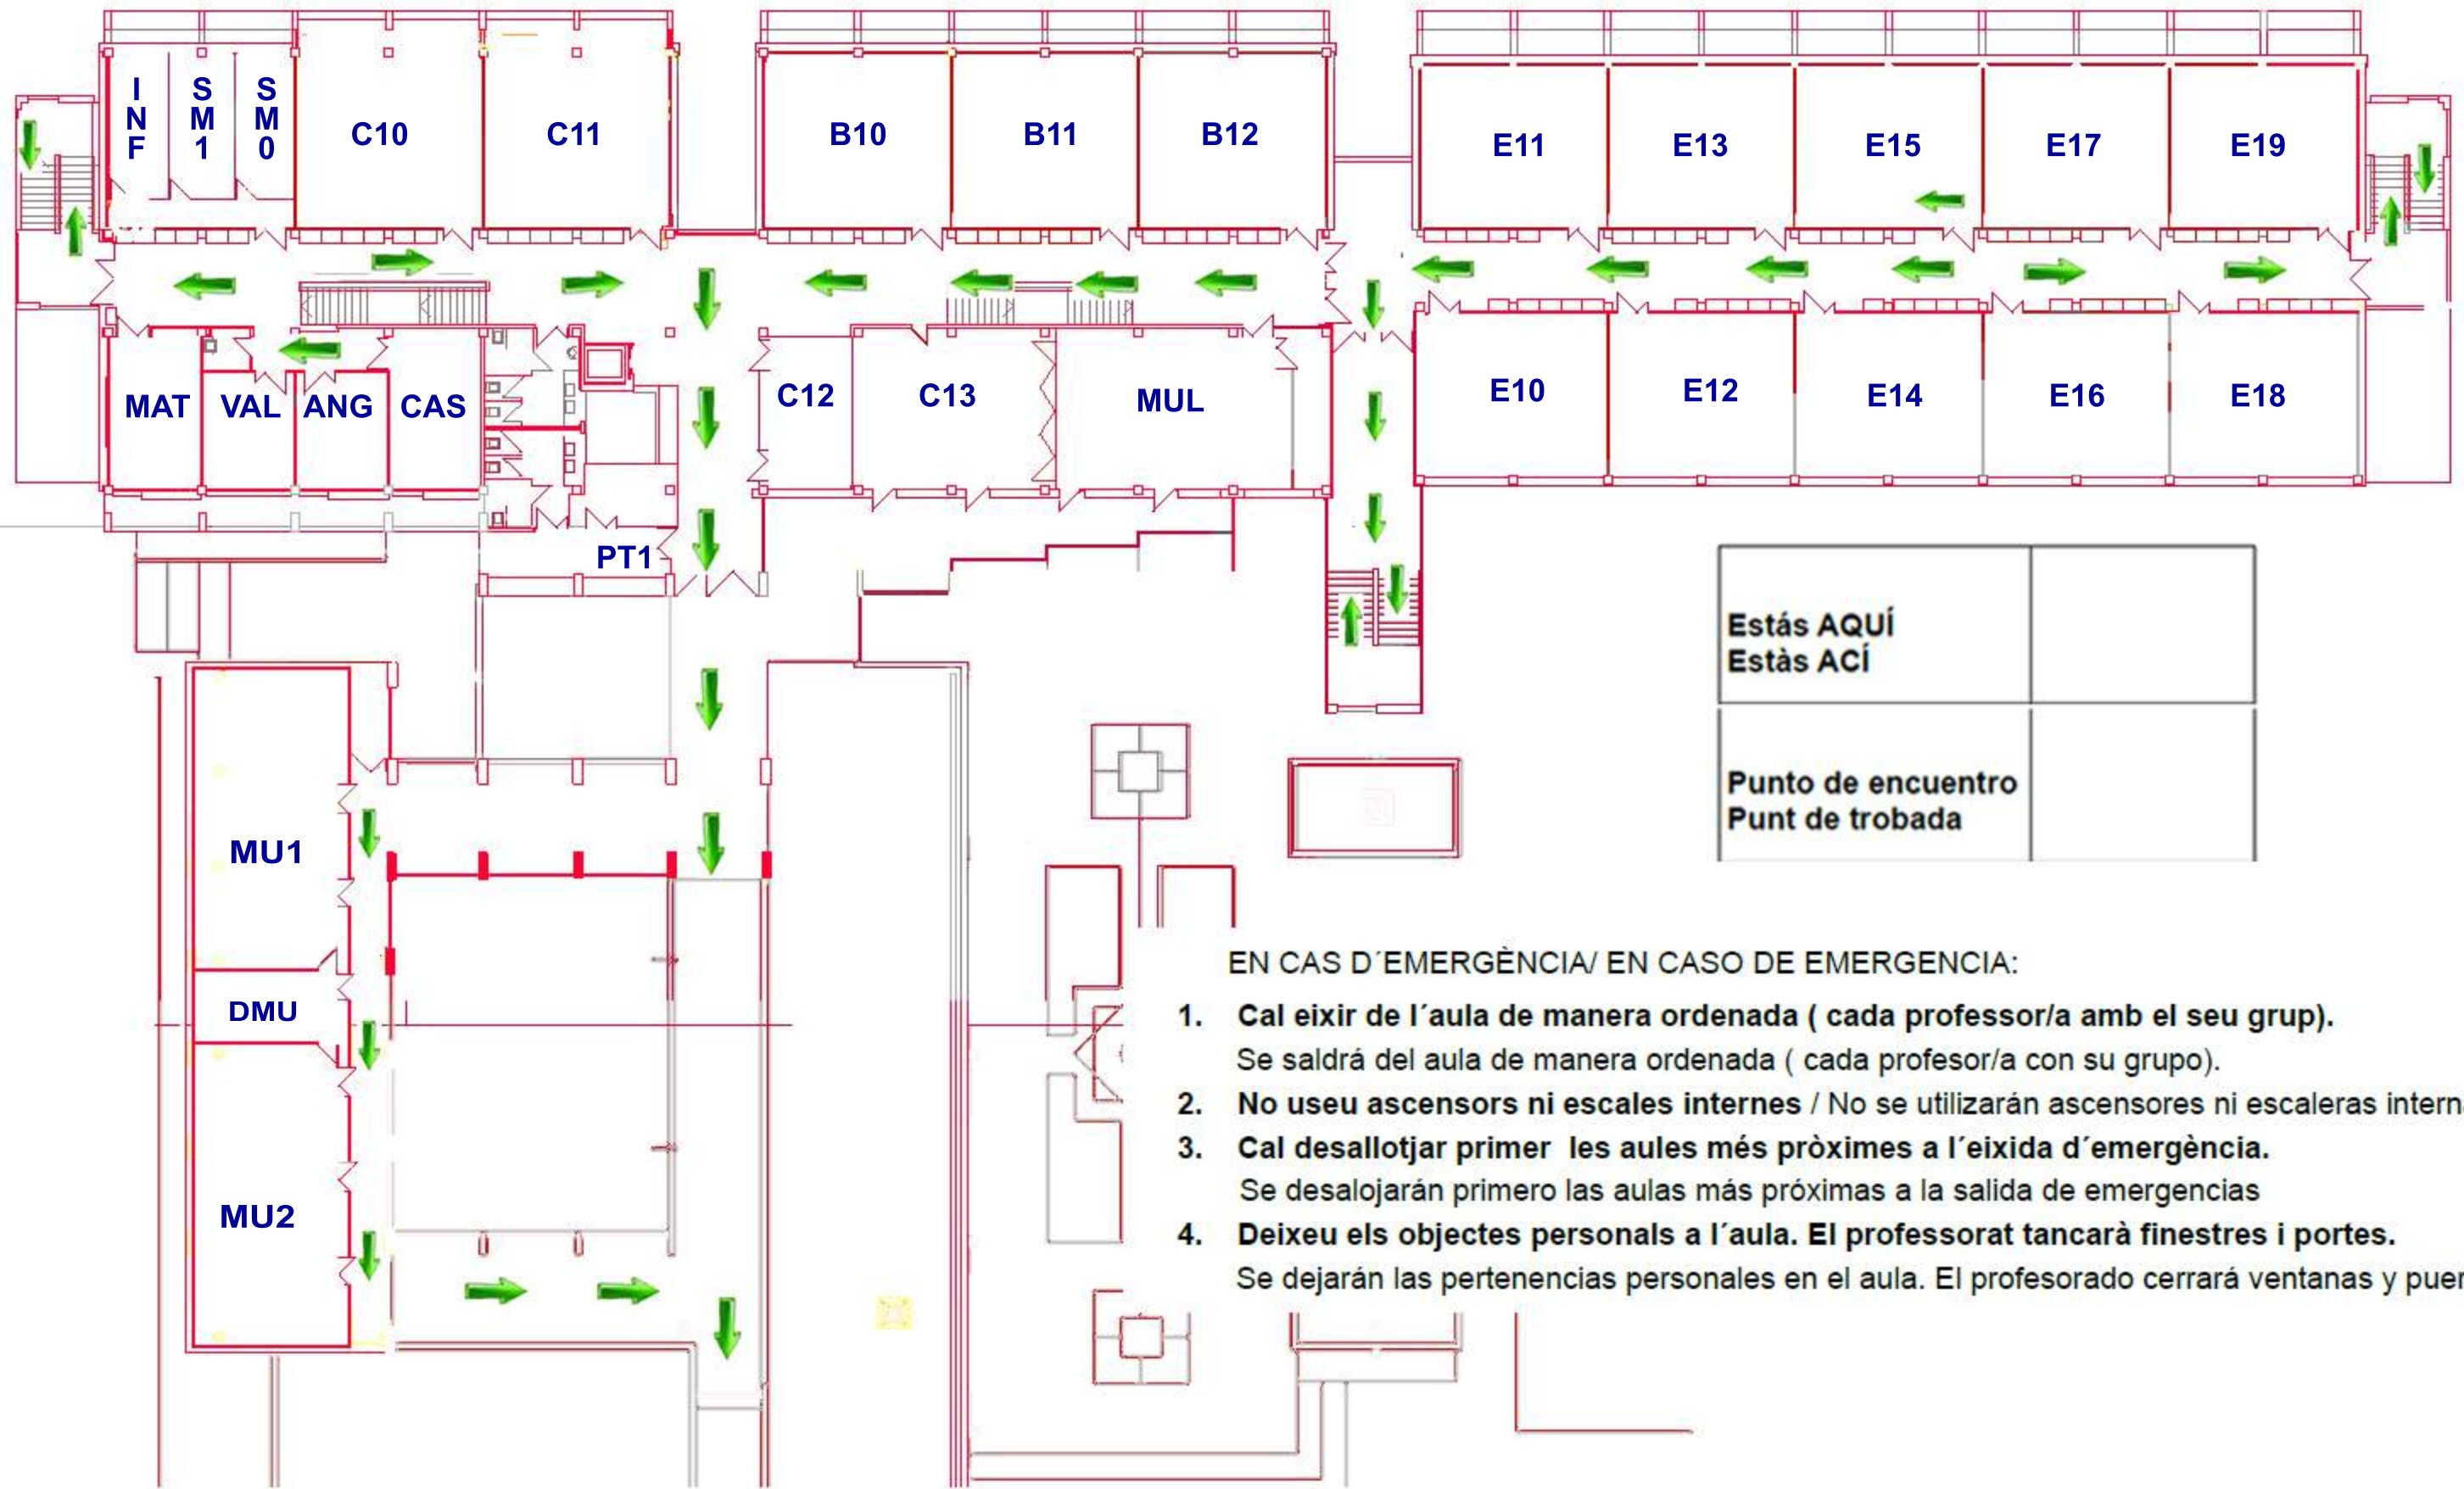 INF
SM1
SM0
C10
C11
B10
B11
B12
E11
E13
E15
E17
E19
MAT
VAL
ANG
CAS
C12
C13
MUL
E10
E12
E14
E16
E18
PT1
Estás AQUÍ
Estàs ACÍ
Punto de encuentro
Punt de trobada
MU1
DMU
MU2
EN CAS D´EMERGÈNCIA/ EN CASO DE EMERGENCIA:
1. Cal eixir de l´aula de manera ordenada ( cada professor/a amb el seu grup).
Se saldrá del aula de manera ordenada ( cada profesor/a con su grupo).
2. No useu ascensors ni escales internes / No se utilizarán ascensores ni escaleras intern
3. Cal desallotjar primer les aules més pròximes a l´eixida d´emergència.
Se desalojarán primero las aulas más próximas a la salida de emergencias
4. Deixeu els objectes personals a l´aula. El professorat tancarà finestres i portes.
Se dejarán las pertenencias personales en el aula. El profesorado cerrará ventanas y puer